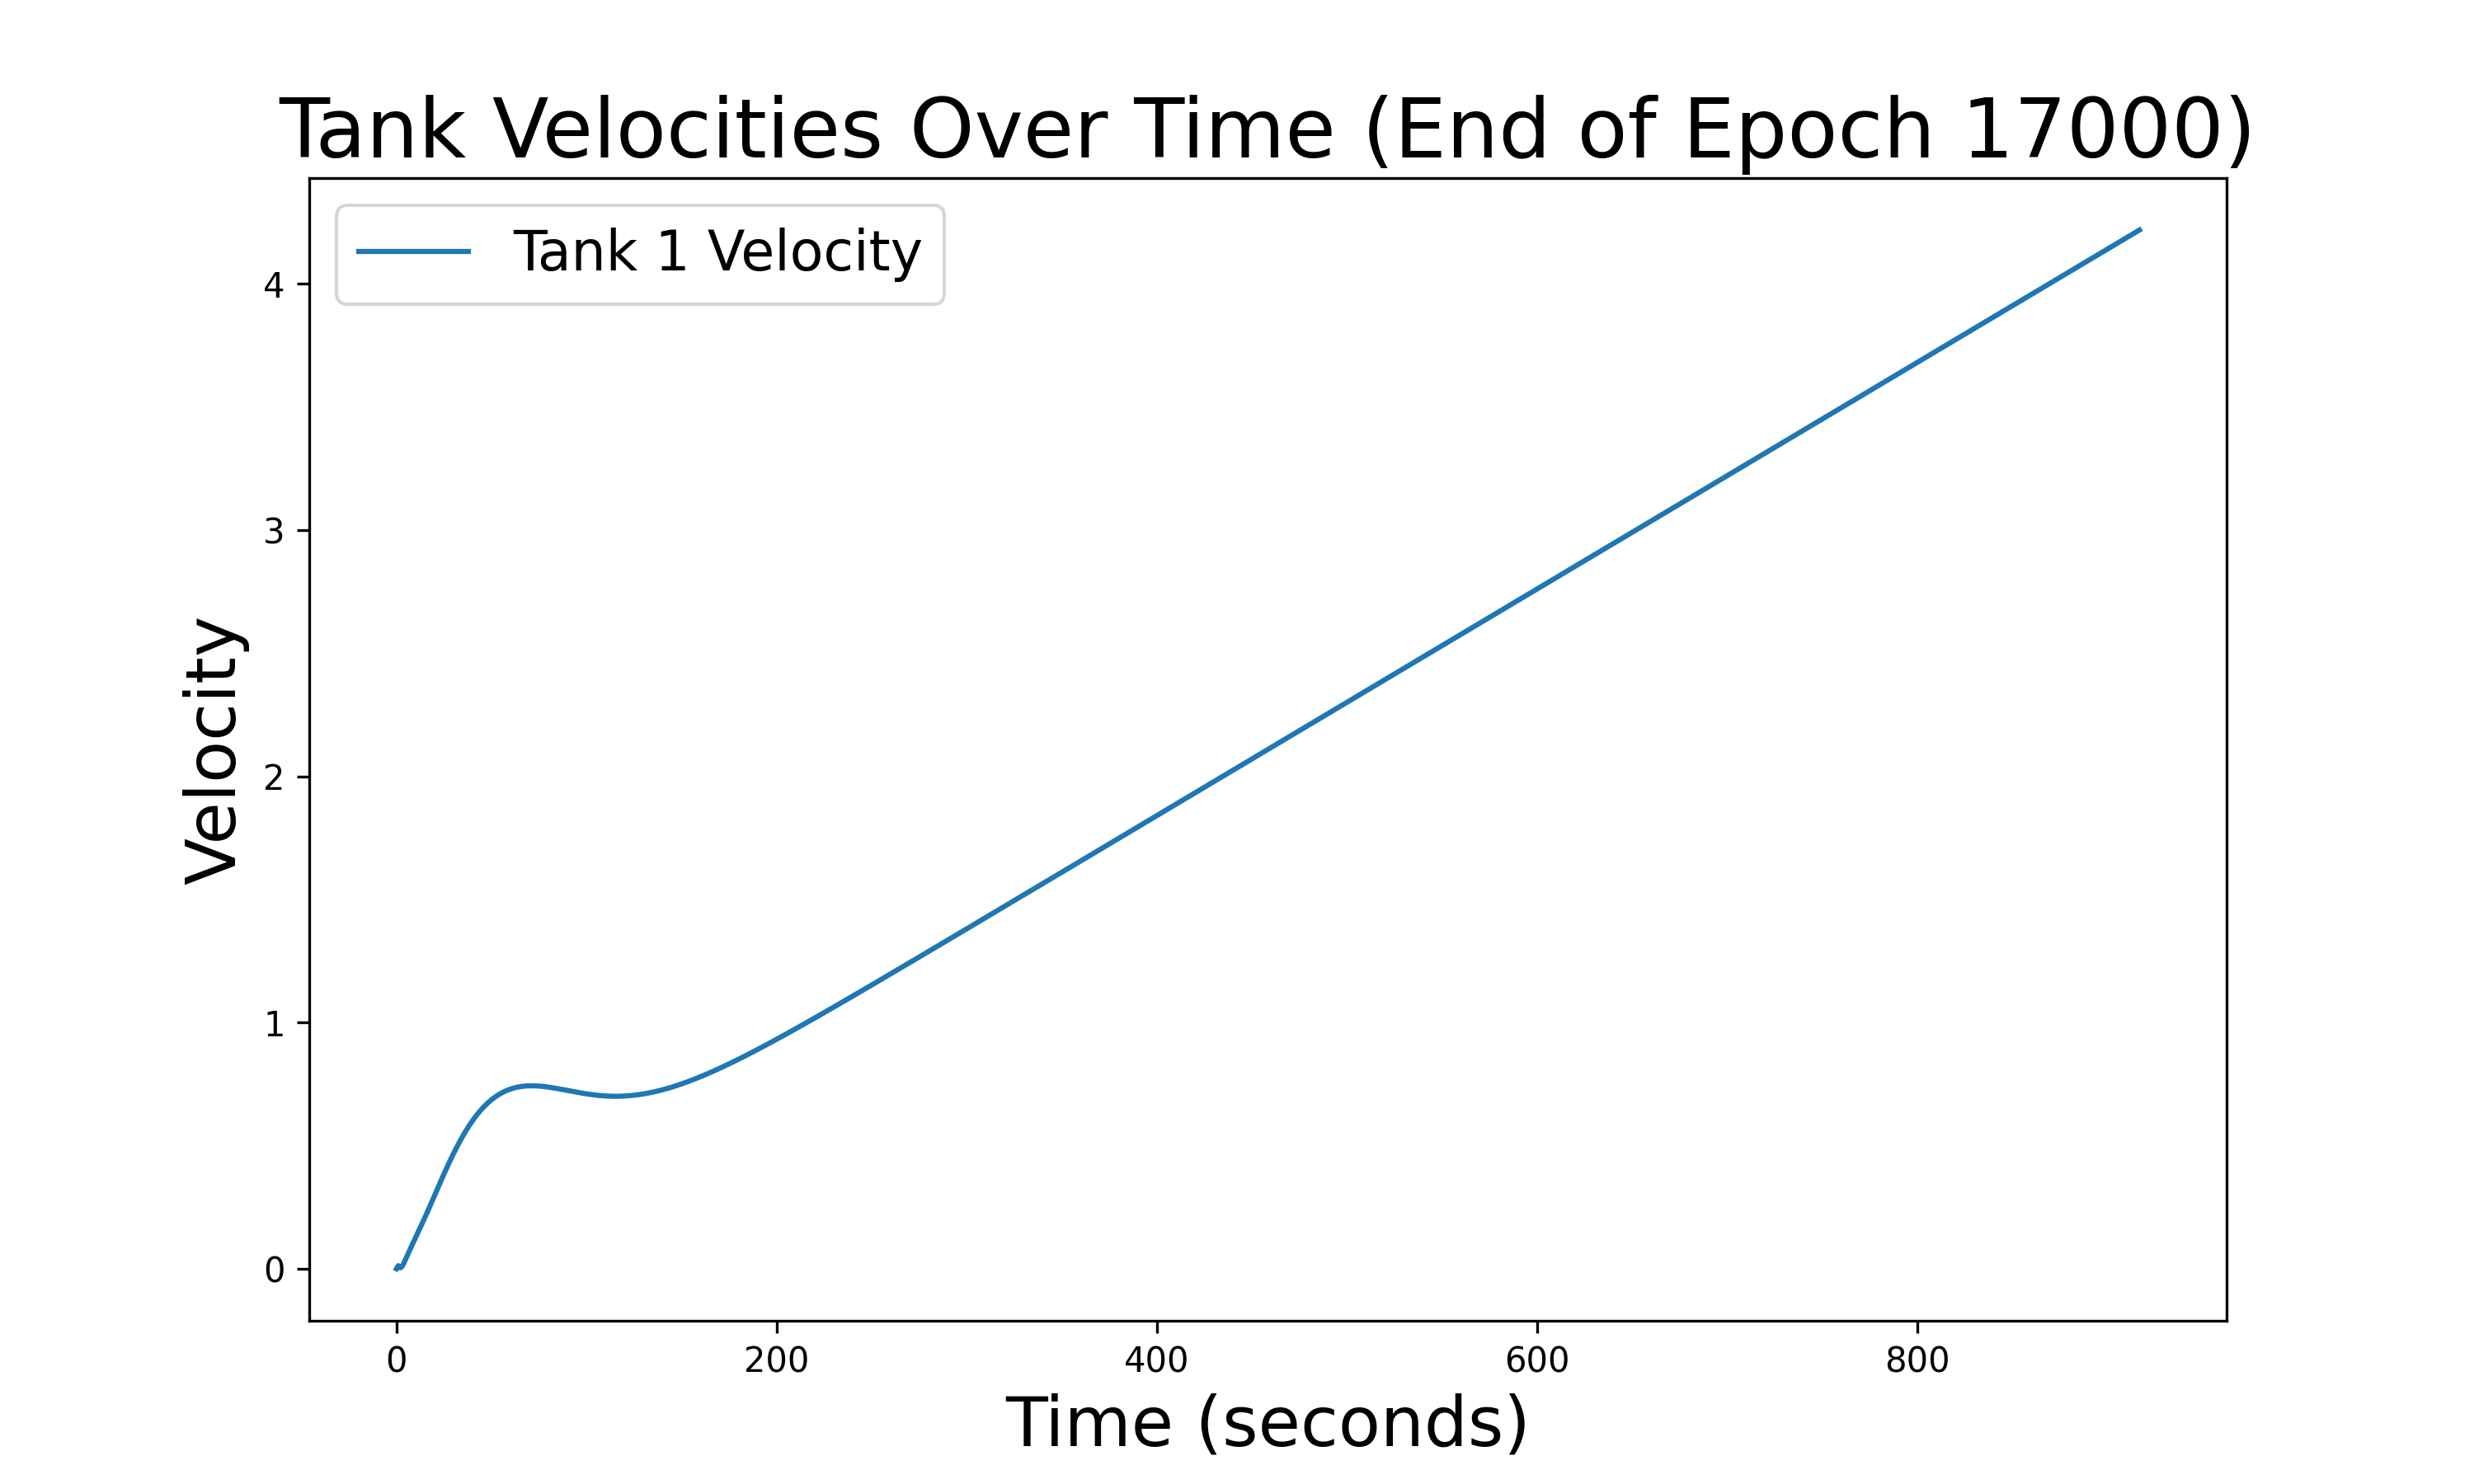 Tank Velocities Over Time (End of Epoch 17000)
Tank 1 Velocity
4
3
2
1
0
Velocity
0 200 400 600 800
Time (seconds)